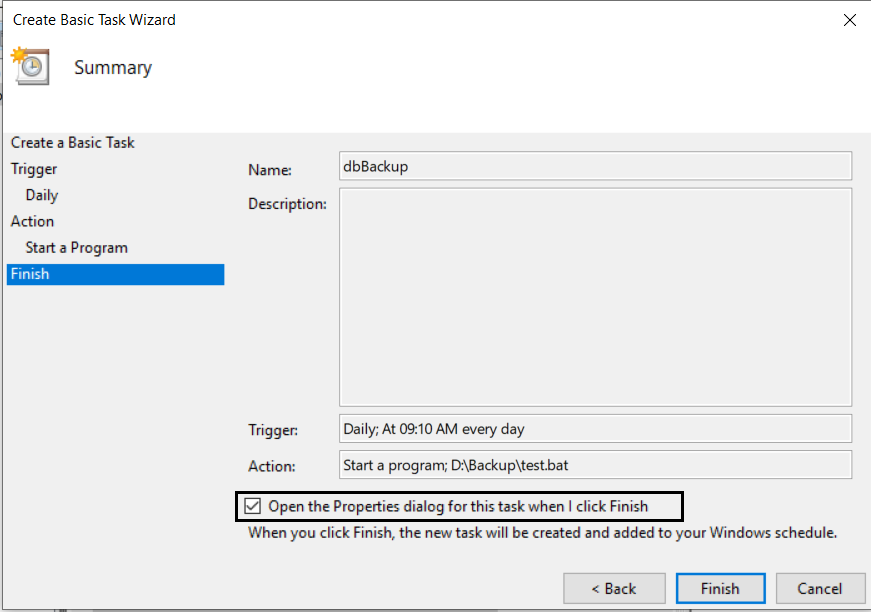 Create Basic Task Wizard
Summary
Create a Basic Task
Trigger
Daily
Action
Start a Program
Finish
Name: dbBackup
Description:
Trigger: Daily; At 09:10 AM every day
Action: Start a program; D:\Backup\test.bat
Open the Properties dialog for this task when I click Finish
When you click Finish, the new task will be created and added to your Windows schedule.
< Back Finish Cancel